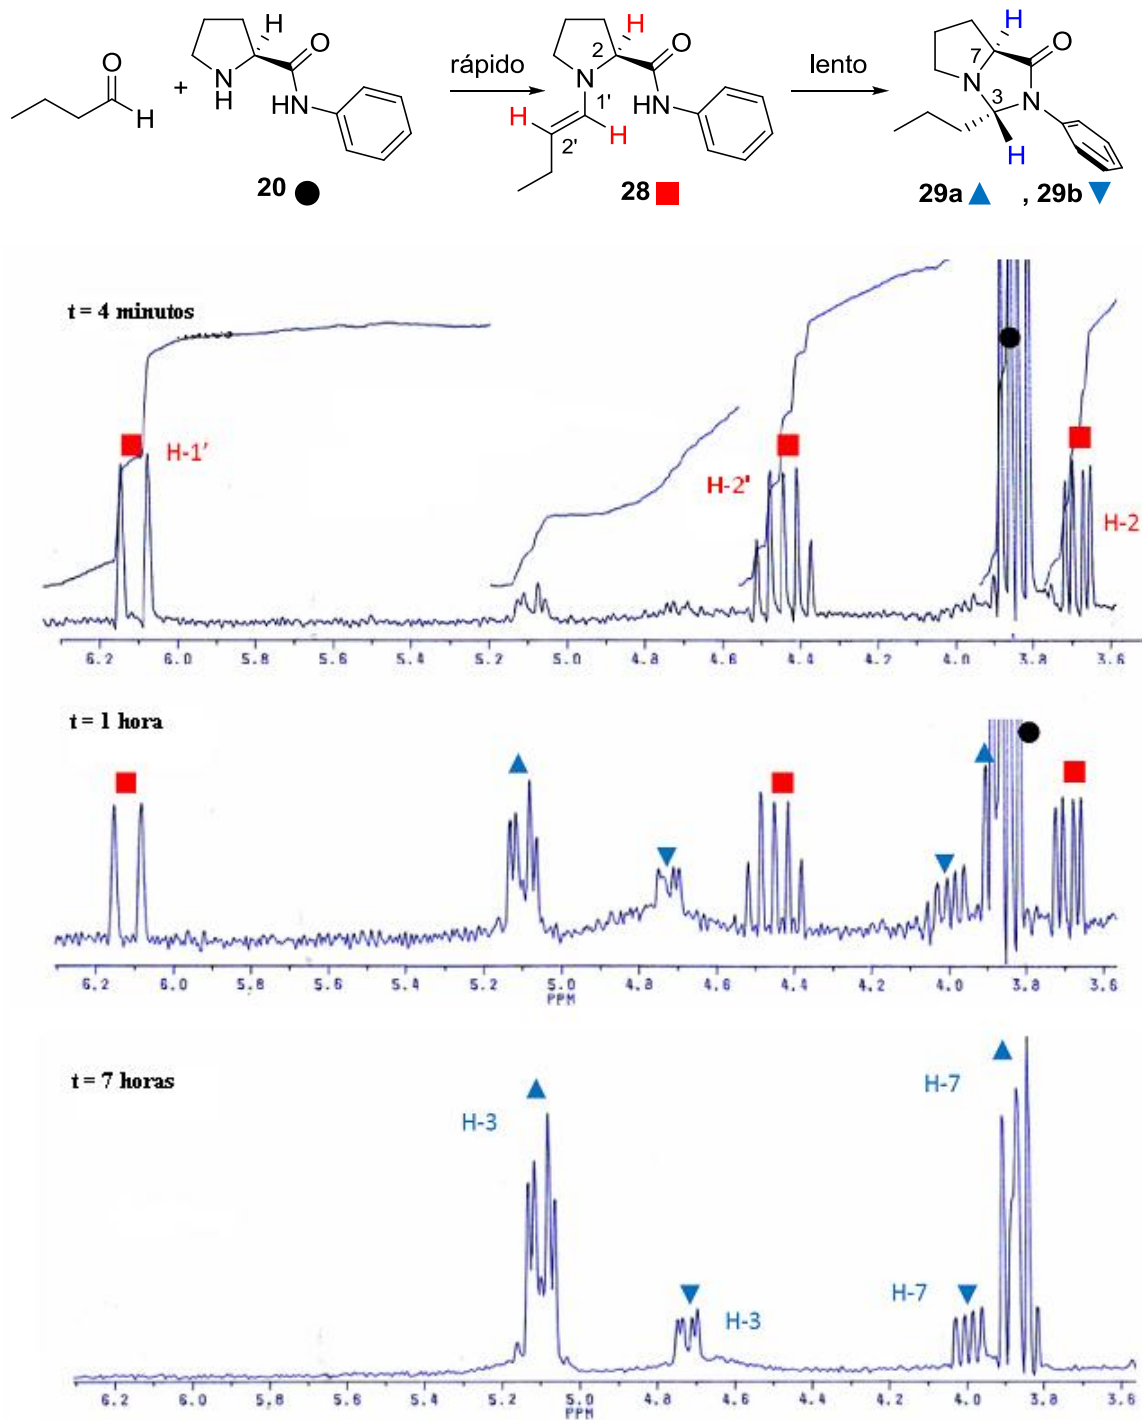 O
H
+
N
H
H
O
HN
20
rápido
H
2
O
N
1'
HN
H
2'
H
28
lento
H
7
O
N
3
N
H
29a , 29b
t = 4 minutos
H-1'
H-2'
H-2
6.2 6.0 5.8 5.6 5.4 5.2 5.0 4.8 4.6 4.4 4.2 4.0 3.8 3.6
t = 1 hora
6.2 6.0 5.8 5.6 5.4 5.2 5.0 4.8 4.6 4.4 4.2 4.0 3.8 3.6
PPM
t = 7 horas
H-3
H-7
H-7
H-3
6.2 6.0 5.8 5.6 5.4 5.2 5.0 4.8 4.6 4.4 4.2 4.0 3.8 3.6
PPM